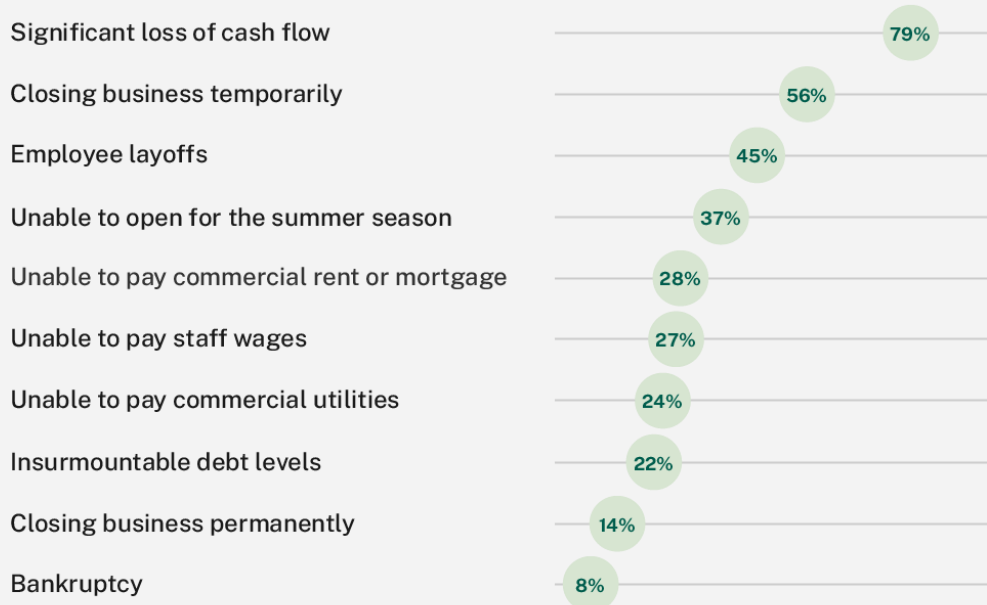 Significant loss of cash flow 79%
Closing business temporarily 56%
Employee layoffs 45%
Unable to open for the summer season 37%
Unable to pay commercial rent or mortgage 28%
Unable to pay staff wages 27%
Unable to pay commercial utilities 24%
Insurmountable debt levels 22%
Closing business permanently 14%
Bankruptcy 8%